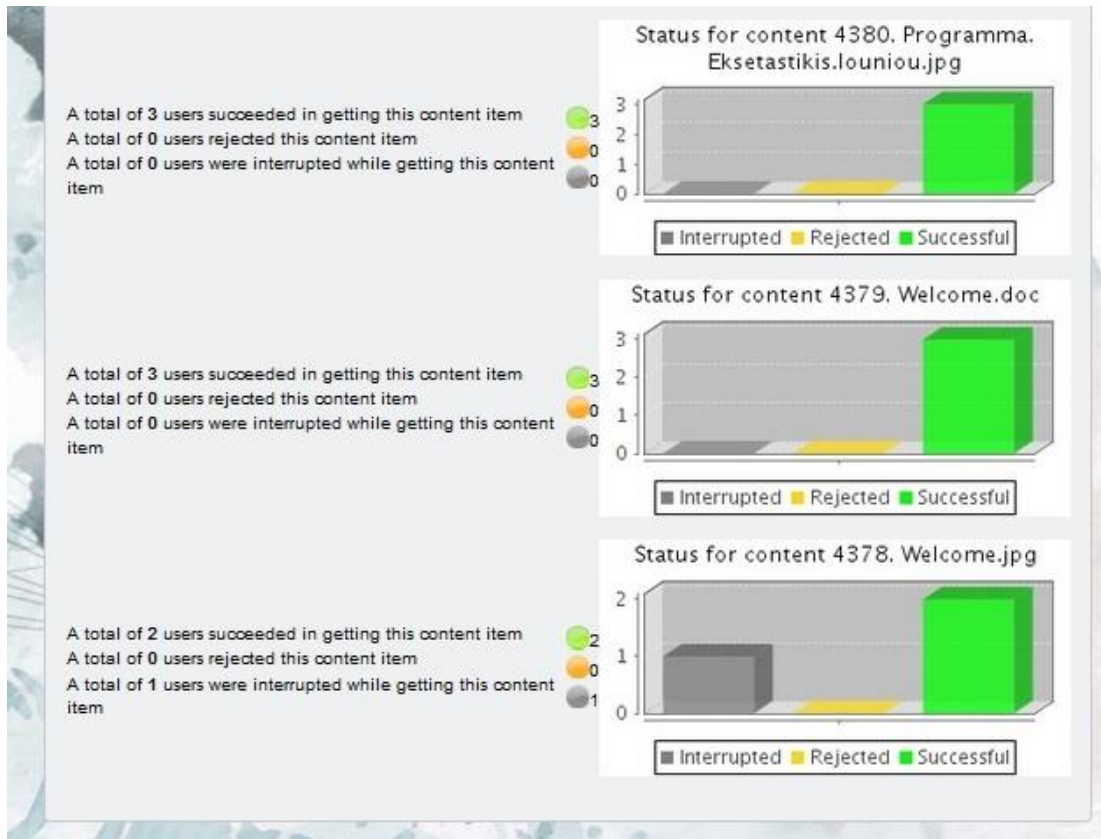 Status for content 4380. Programma.
Eksetastikis.Iouniou.jpg
A total of 3 users succeeded in getting this content item
A total of 0 users rejected this content item
A total of 0 users were interrupted while getting this content
item
3
0
0
3
2
1
0
Interrupted Rejected Successful
Status for content 4379. Welcome.doc
A total of 3 users succeeded in getting this content item
A total of 0 users rejected this content item
A total of 0 users were interrupted while getting this content
item
3
0
0
3
2
1
0
Interrupted Rejected Successful
Status for content 4378. Welcome.jpg
A total of 2 users succeeded in getting this content item
A total of 0 users rejected this content item
A total of 1 users were interrupted while getting this content
item
2
0
1
2
1
0
Interrupted Rejected Successful